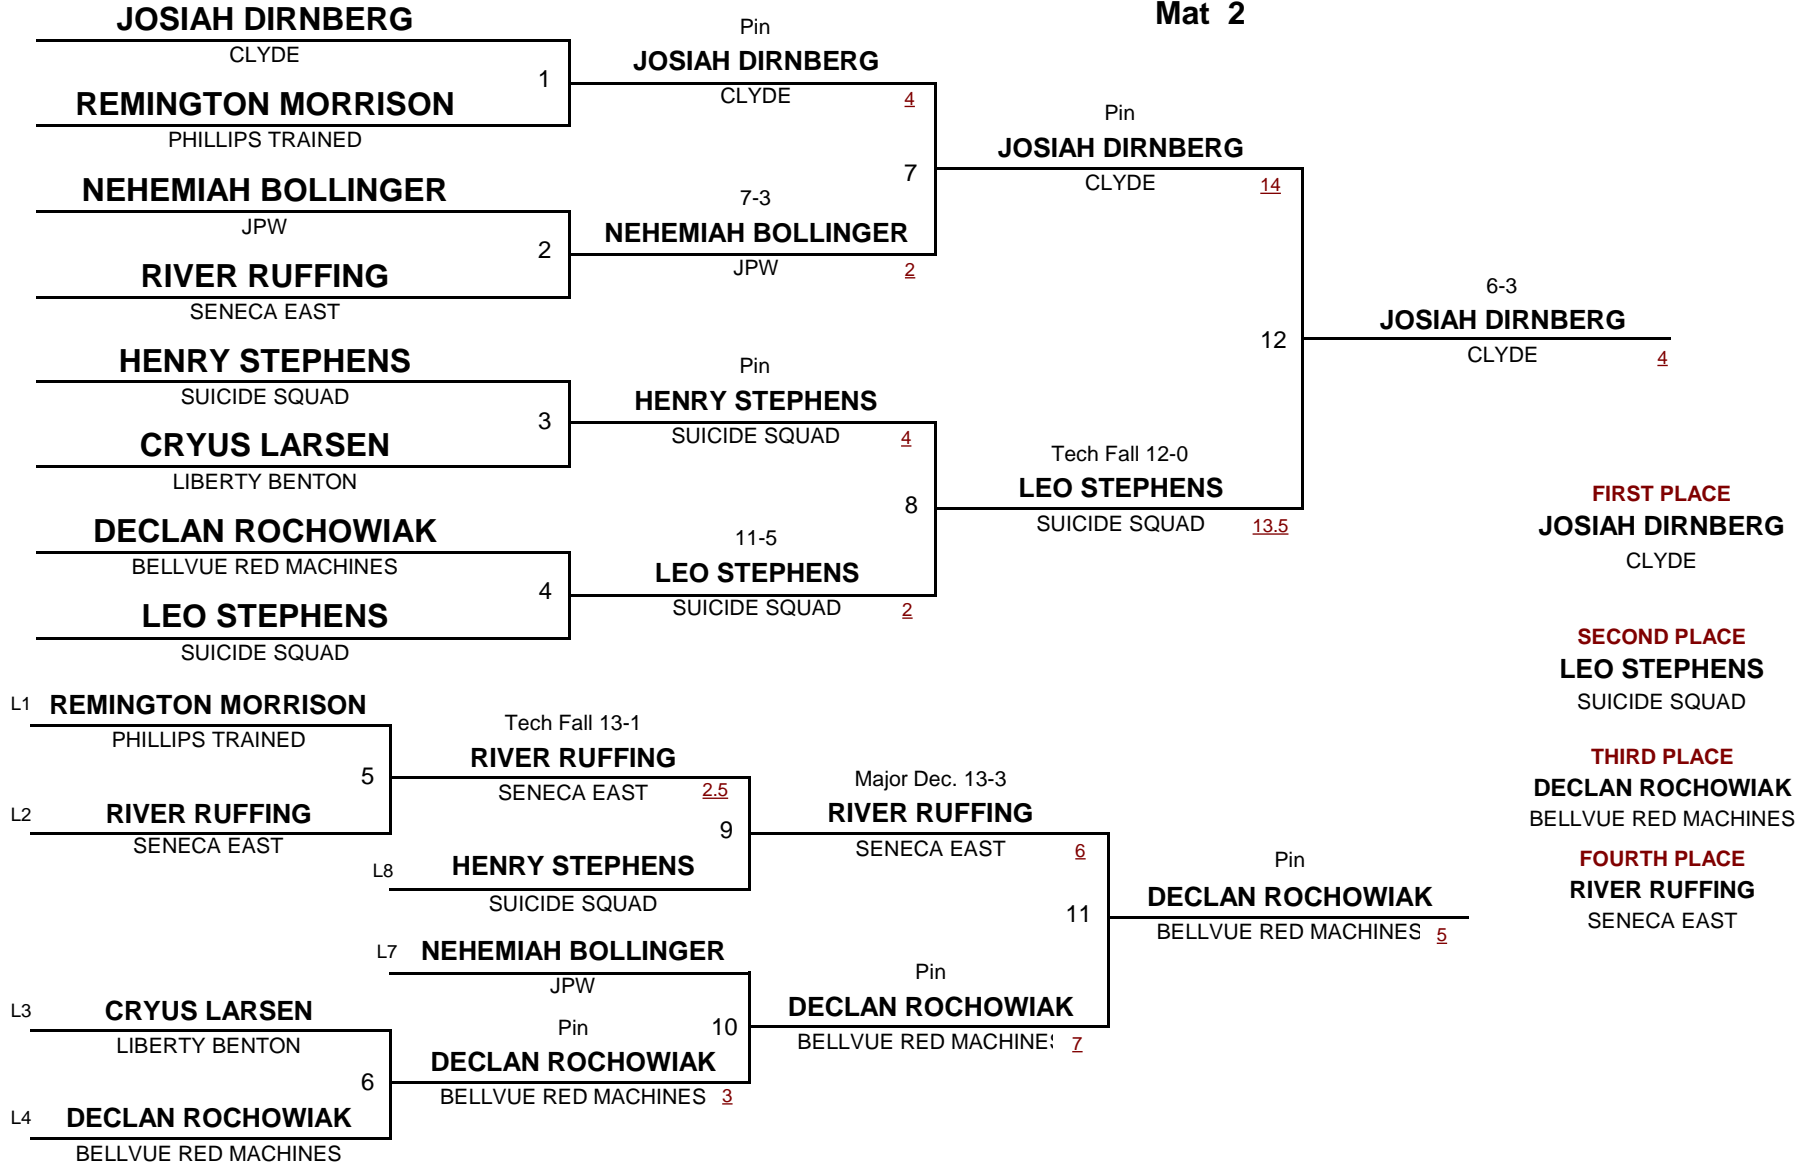 Mat 2
JOSIAH DIRNBERG
CLYDE
1
REMINGTON MORRISON
PHILLIPS TRAINED
NEHEMIAH BOLLINGER
JPW
2
RIVER RUFFING
SENECA EAST
HENRY STEPHENS
SUICIDE SQUAD
3
CRYUS LARSEN
LIBERTY BENTON
DECLAN ROCHOWIAK
BELLVUE RED MACHINES
4
LEO STEPHENS
SUICIDE SQUAD
Pin
JOSIAH DIRNBERG
CLYDE 4
7
7-3
NEHEMIAH BOLLINGER
JPW 2
Pin
HENRY STEPHENS
SUICIDE SQUAD 4
8
11-5
LEO STEPHENS
SUICIDE SQUAD 2
Pin
JOSIAH DIRNBERG
CLYDE 14
12
Tech Fall 12-0
LEO STEPHENS
SUICIDE SQUAD 13.5
6-3
JOSIAH DIRNBERG
CLYDE 4
FIRST PLACE
JOSIAH DIRNBERG
CLYDE
SECOND PLACE
LEO STEPHENS
SUICIDE SQUAD
THIRD PLACE
DECLAN ROCHOWIAK
BELLVUE RED MACHINES
FOURTH PLACE
RIVER RUFFING
SENECA EAST
L1 REMINGTON MORRISON
PHILLIPS TRAINED
5
L2 RIVER RUFFING
SENECA EAST
L3 CRYUS LARSEN
LIBERTY BENTON
6
L4 DECLAN ROCHOWIAK
BELLVUE RED MACHINES
Tech Fall 13-1
RIVER RUFFING
SENECA EAST 2.5
9
L8 HENRY STEPHENS
SUICIDE SQUAD
L7 NEHEMIAH BOLLINGER
JPW
10
Pin
DECLAN ROCHOWIAK
BELLVUE RED MACHINES 3
Major Dec. 13-3
RIVER RUFFING
SENECA EAST 6
11
Pin
DECLAN ROCHOWIAK
BELLVUE RED MACHINES 7
Pin
DECLAN ROCHOWIAK
BELLVUE RED MACHINES 5